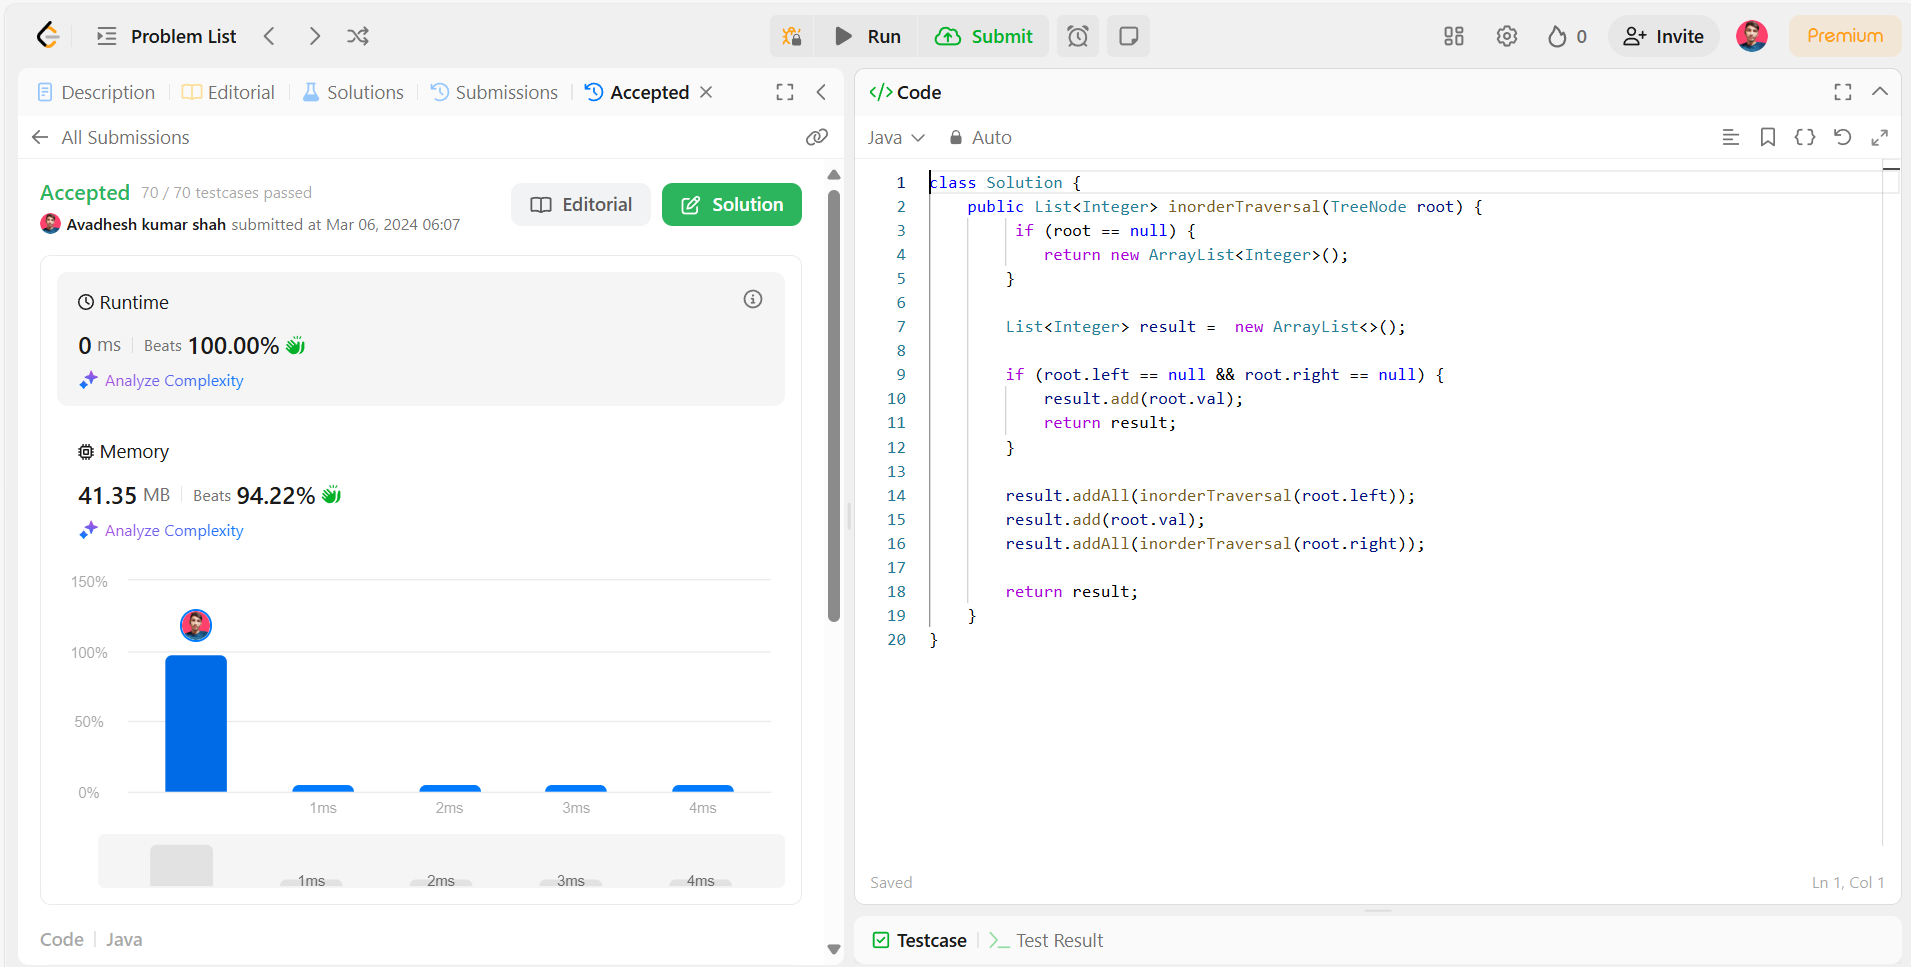 Problem List
Run
Submit
0
Invite
Premium
Description
Editorial
Solutions
Submissions
Accepted
All Submissions
Accepted 70 / 70 testcases passed
Avadhesh kumar shah submitted at Mar 06, 2024 06:07
Editorial
Solution
Runtime
0 ms Beats 100.00%
Analyze Complexity
Memory
41.35 MB Beats 94.22%
Analyze Complexity
150%
100%
50%
0%
1ms 2ms 3ms 4ms
1ms 2ms 3ms 4ms
Code Java
</> Code
Java Auto
1 class Solution {
2     public List<Integer> inorderTraversal(TreeNode root) {
3          if (root == null) {
4             return new ArrayList<Integer>();
5         }
6
7         List<Integer> result =  new ArrayList<>();
8
9         if (root.left == null && root.right == null) {
10             result.add(root.val);
11             return result;
12         }
13
14         result.addAll(inorderTraversal(root.left));
15         result.add(root.val);
16         result.addAll(inorderTraversal(root.right));
17
18         return result;
19     }
20 }
Saved
Ln 1, Col 1
Testcase
Test Result